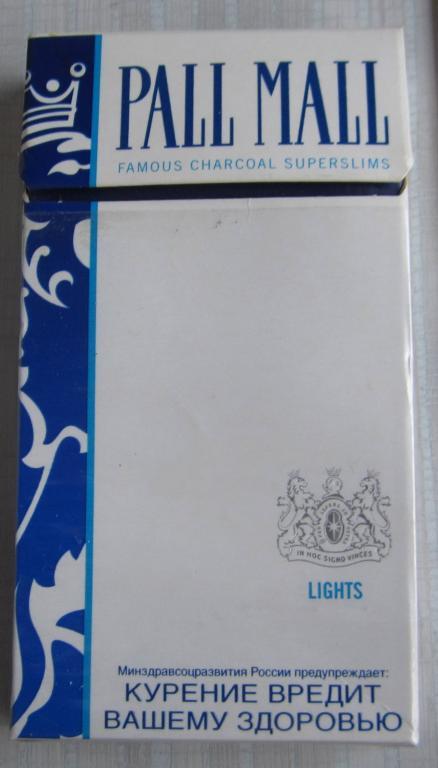 PALL MALL
FAMOUS CHARCOAL SUPERSLIMS
IN HOC SIGNO VINCES
LIGHTS
Минздравсоцразвития России предупреждает:
КУРЕНИЕ ВРЕДИТ
ВАШЕМУ ЗДОРОВЬЮ